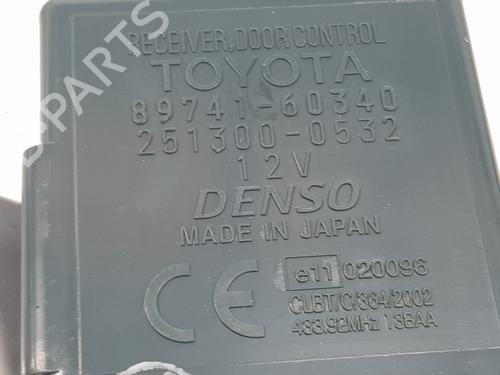 B-PARTS
RECEIVER,DOOR CONTROL
TOYOTA
89741-60340
251300-0532
12V
DENSO
MADE IN JAPAN
CE e11 020096
CLBT/C/364/2002
433.92MHz 13BAA